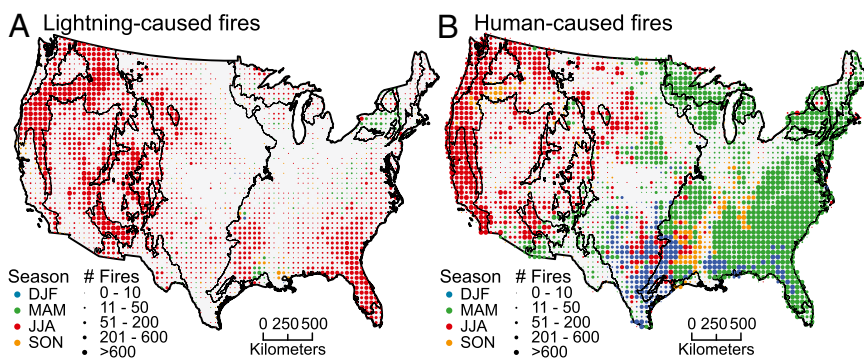 A Lightning-caused fires
Season
DJF
MAM
JJA
SON
# Fires
0 - 10
11 - 50
51 - 200
201 - 600
>600
0 250 500
Kilometers
B Human-caused fires
Season
DJF
MAM
JJA
SON
# Fires
0 - 10
11 - 50
51 - 200
201 - 600
>600
0 250 500
Kilometers